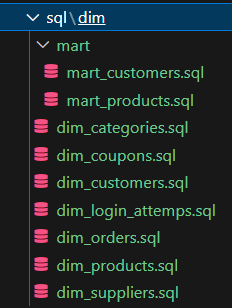 sql\dim
mart
mart_customers.sql
mart_products.sql
dim_categories.sql
dim_coupons.sql
dim_customers.sql
dim_login_attemps.sql
dim_orders.sql
dim_products.sql
dim_suppliers.sql